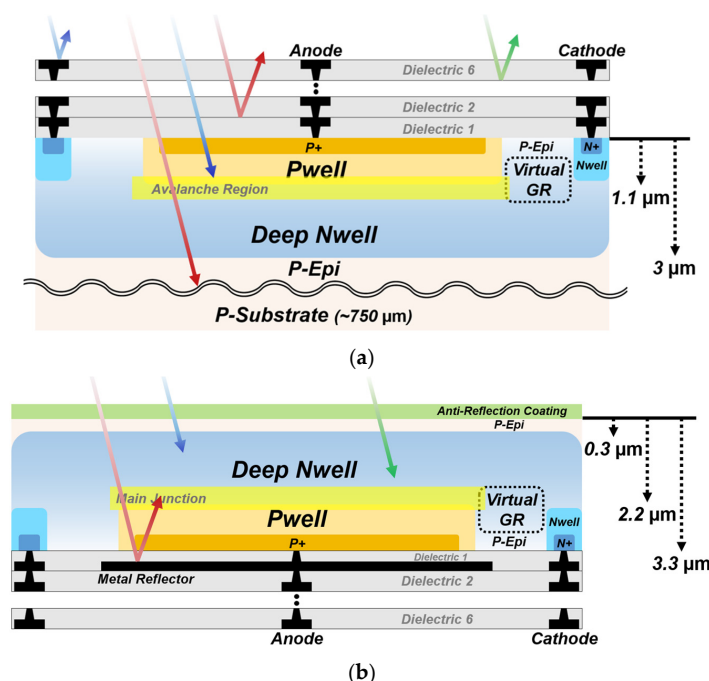 Anode
Cathode
Dielectric 6
Dielectric 2
Dielectric 1
P+
P-Epi
N+
Pwell
Virtual
GR
Nwell
Avalanche Region
1.1 µm
Deep Nwell
3 µm
P-Epi
P-Substrate (~750 µm)
(a)
Anti-Reflection Coating
P-Epi
0.3 µm
Deep Nwell
Main Junction
Virtual
GR
2.2 µm
Pwell
Nwell
P+
P-Epi
N+
Dielectric 1
3.3 µm
Metal Reflector
Dielectric 2
Dielectric 6
Anode
Cathode
(b)